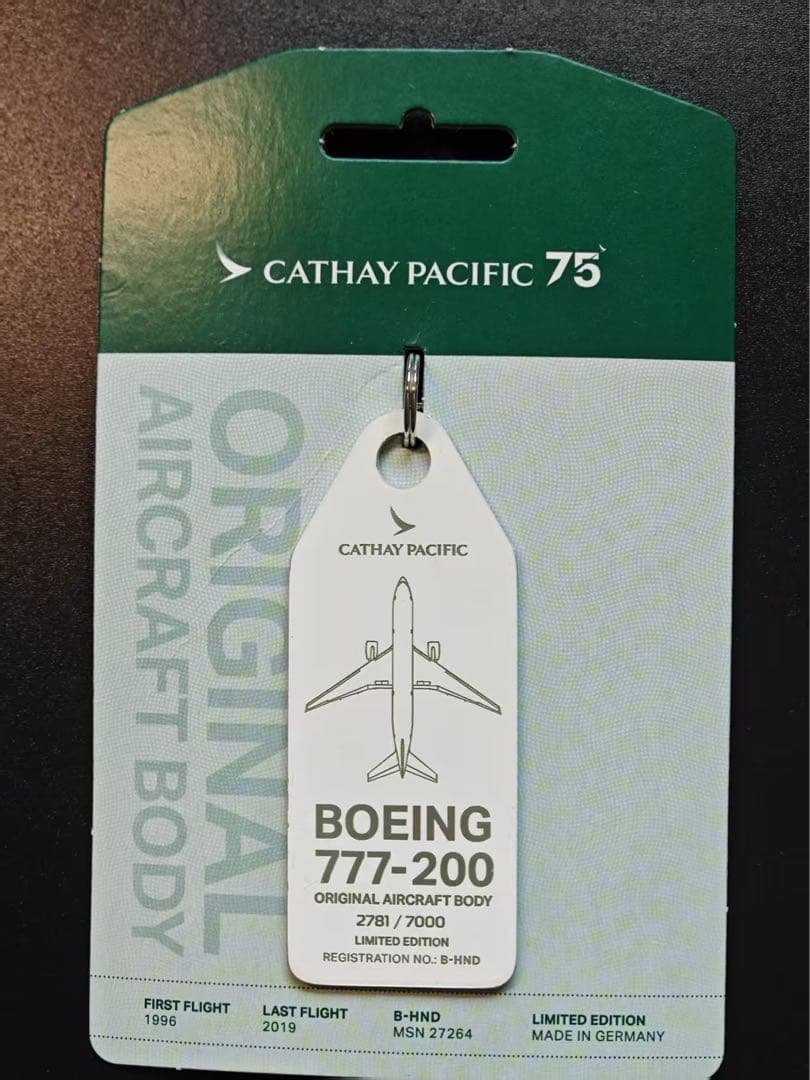 CATHAY PACIFIC 75
ORIGINAL
AIRCRAFT BODY
CATHAY PACIFIC
BOEING
777-200
ORIGINAL AIRCRAFT BODY
2781 / 7000
LIMITED EDITION
REGISTRATION NO.: B-HND
FIRST FLIGHT
1996
LAST FLIGHT
2019
B-HND
MSN 27264
LIMITED EDITION
MADE IN GERMANY